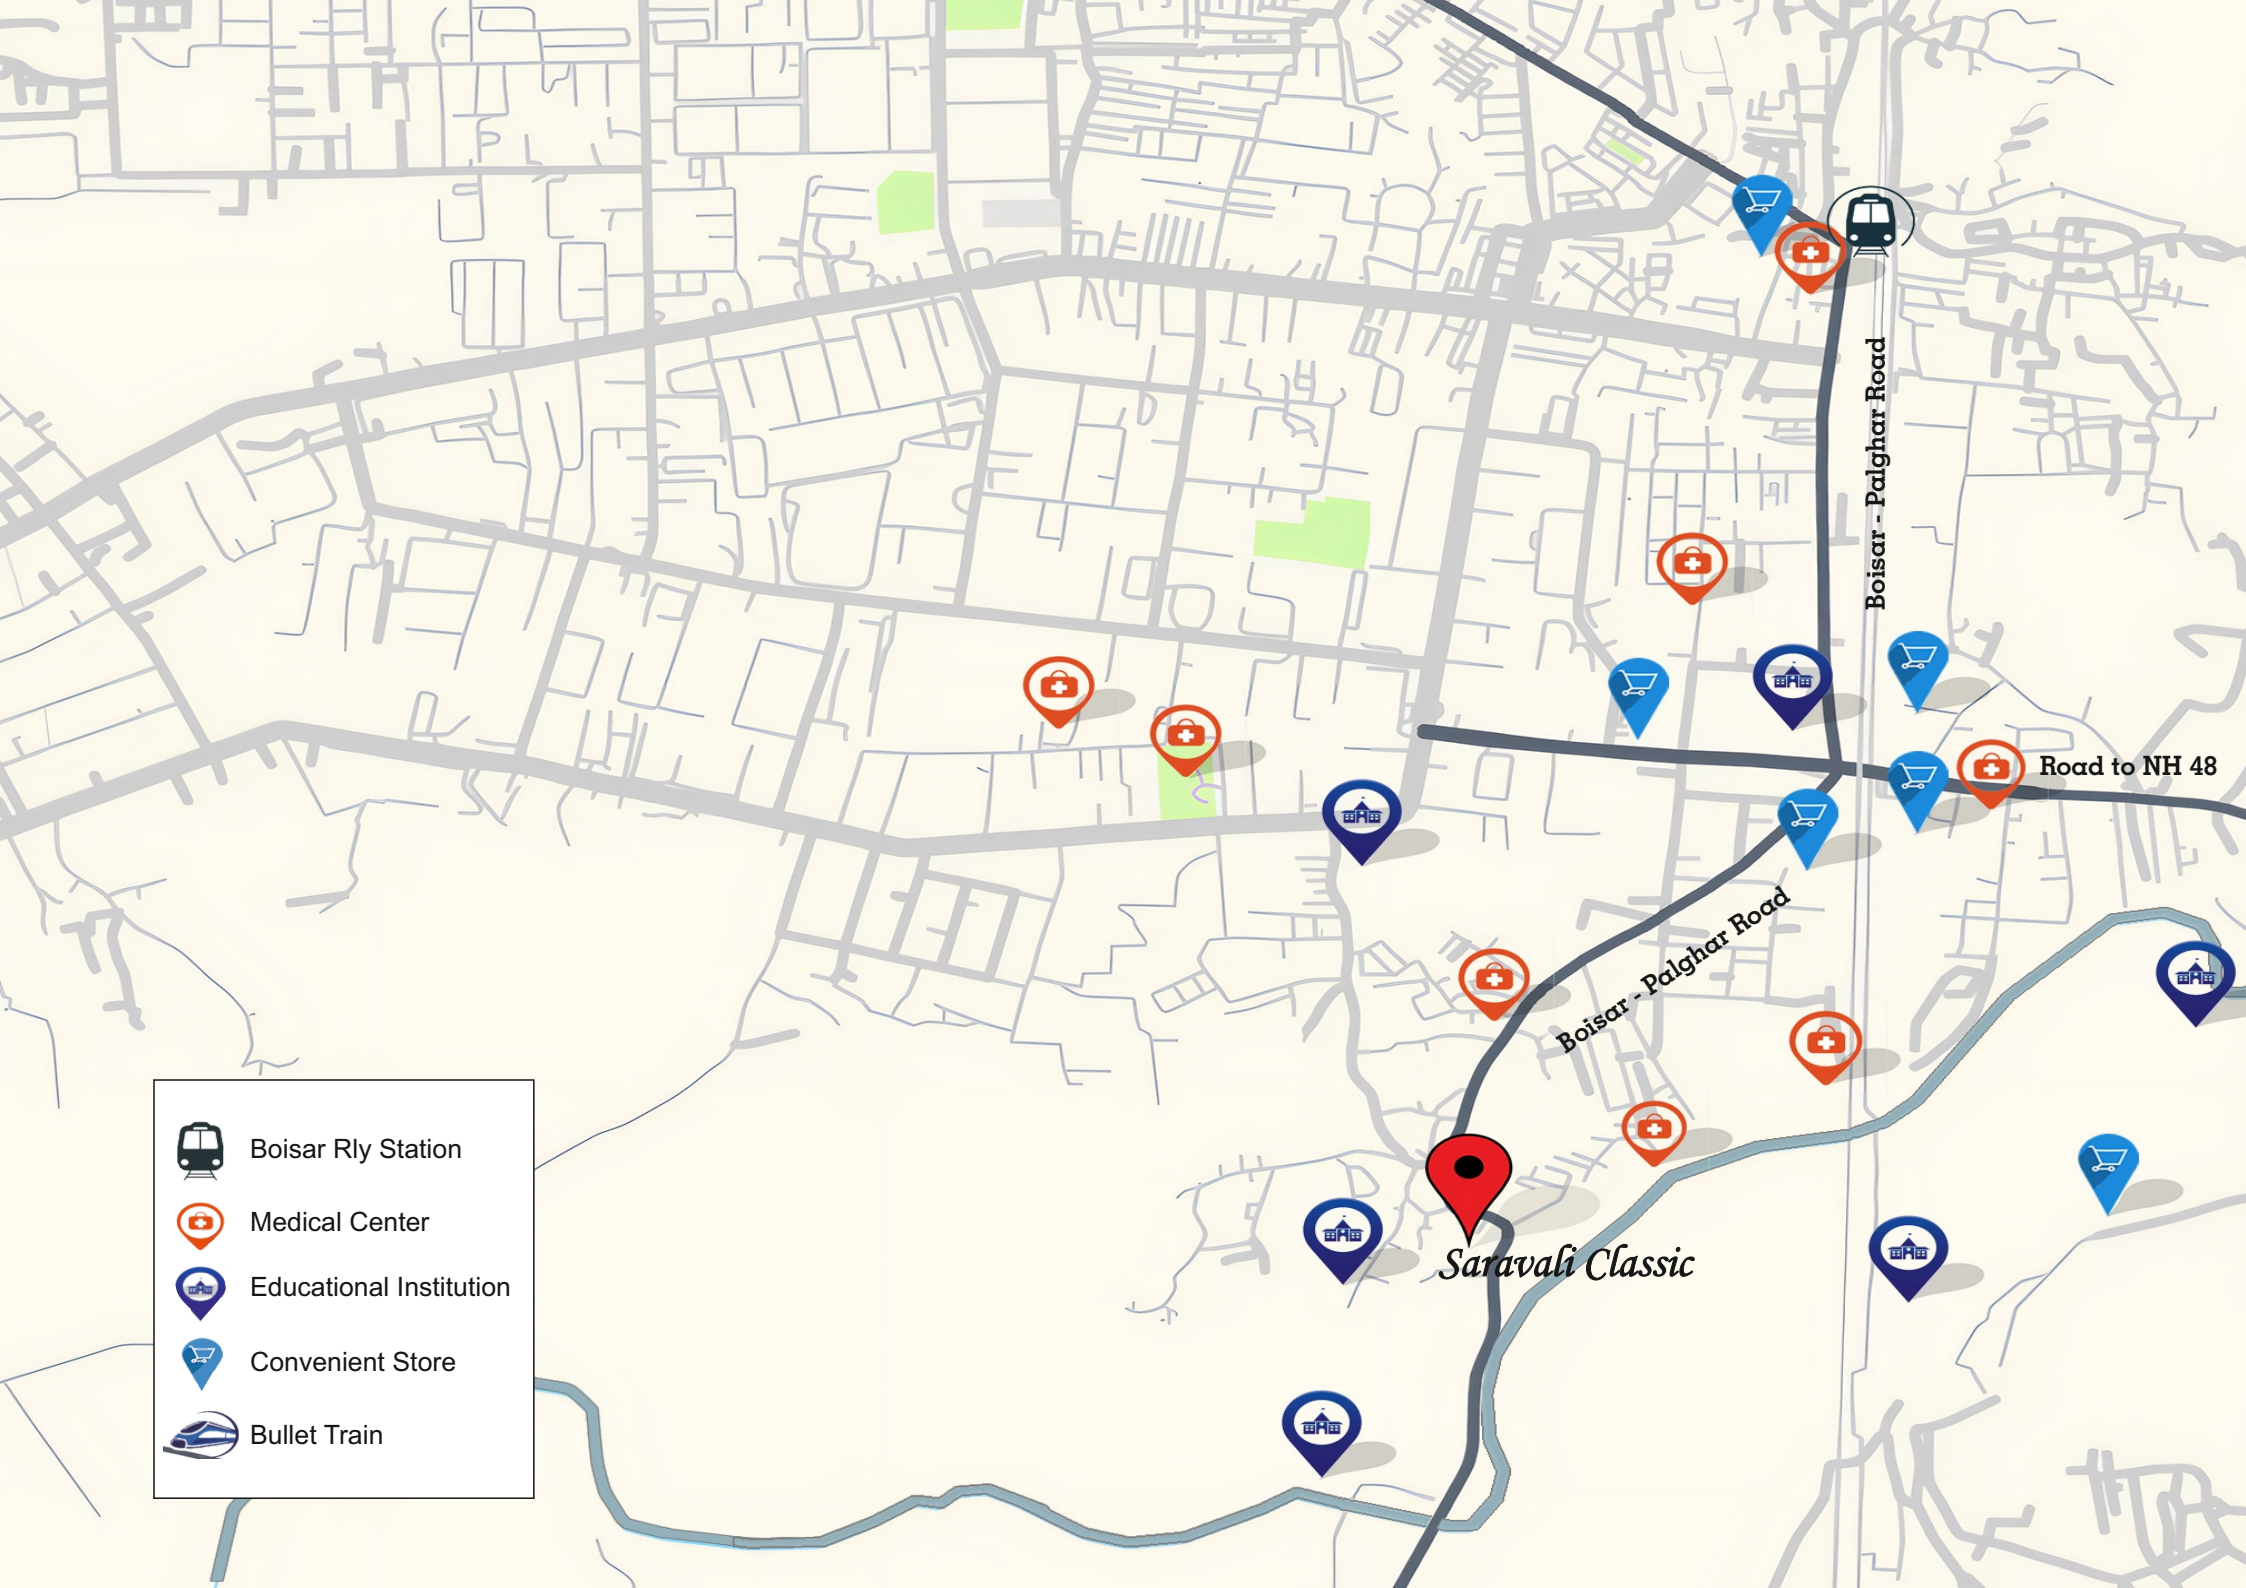 Boisar - Palghar Road
Road to NH 48
Boisar - Palghar Road
Saravali Classic
Boisar Rly Station
Medical Center
Educational Institution
Convenient Store
Bullet Train